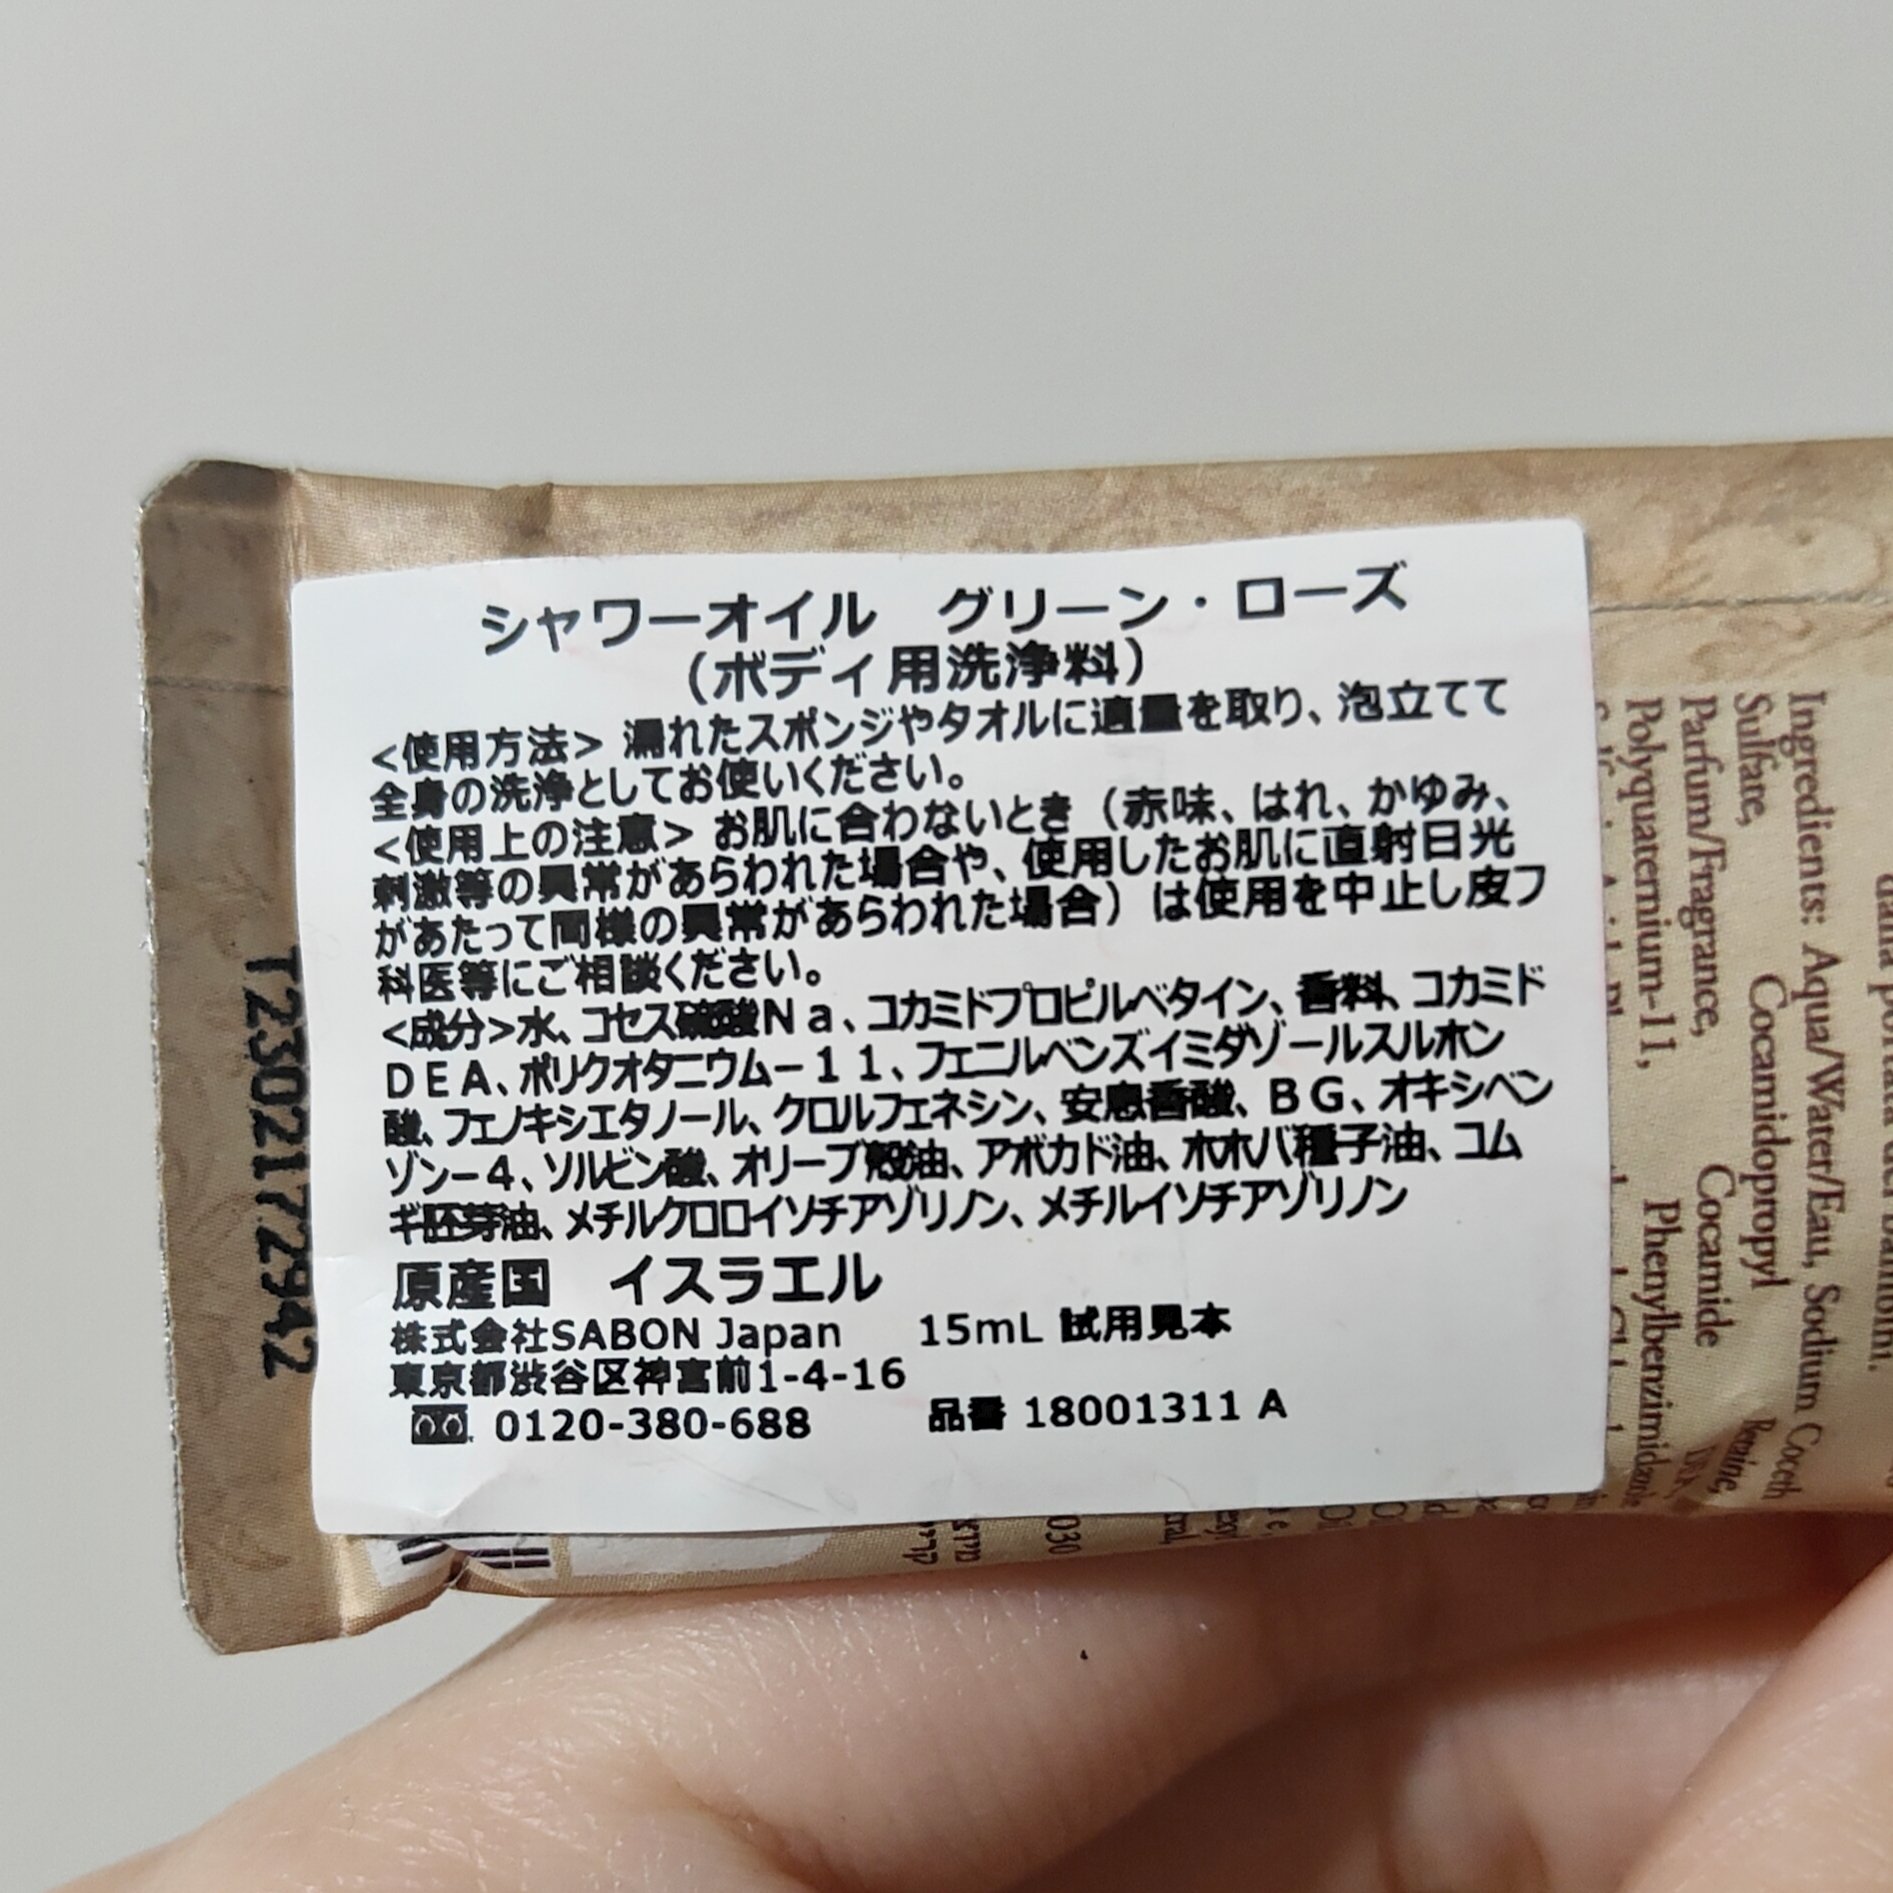 シャワーオイル　グリーン・ローズ
（ボディ用洗浄料）
<使用方法> 濡れたスポンジやタオルに適量を取り、泡立てて
全身の洗浄としてお使いください。
<使用上の注意> お肌に合わないとき（赤味、はれ、かゆみ、
刺激等の異常があらわれた場合や、使用したお肌に直射日光
があたって同様の異常があらわれた場合）は使用を中止し皮フ
科医等にご相談ください。
<成分>水、コセス硫酸Ｎａ、コカミドプロピルベタイン、香料、コカミド
ＤＥＡ、ポリクオタニウムー１１、フェニルベンズイミダゾールスルホン
酸、フェノキシエタノール、クロルフェネシン、安息香酸、ＢＧ、オキシベン
ゾンー４、ソルビン酸、オリーブ殻油、アボカド油、ホホバ種子油、コム
ギ胚芽油、メチルクロロイソチアゾリノン、メチルイソチアゾリノン
原産国　イスラエル
株式会社SABON Japan　15mL 試用見本
東京都渋谷区神宮前1-4-16
0120-380-688　品番 18001311 A
T2302172942
Ingredients: Aqua/Water/Eau, Sodium Coceth
Sulfate, Cocamidopropyl Betaine,
Parfum/Fragrance, Cocamide DEA,
Polyquaternium-11, Phenylbenzimidazole